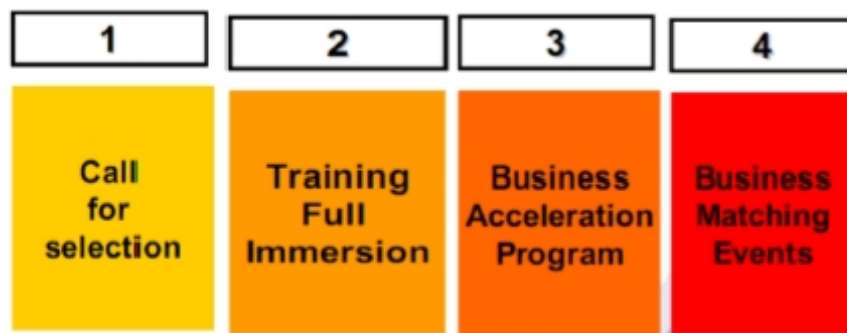 1
2
3
4
Call
for
selection
Training
Full
Immersion
Business
Acceleration
Program
Business
Matching
Events